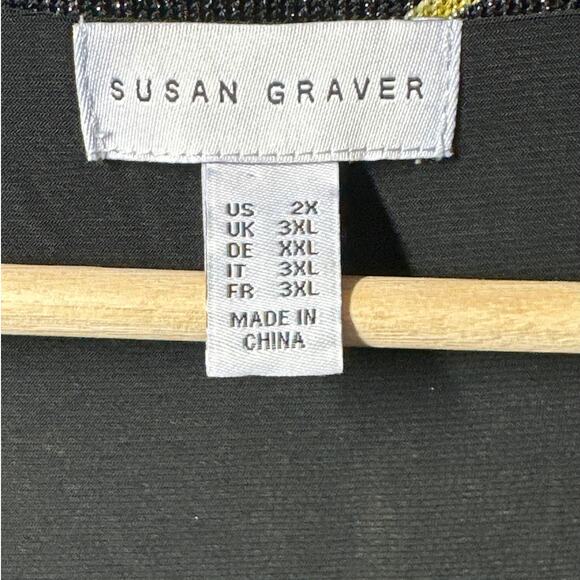 SUSAN GRAVER
US 2X
UK 3XL
DE XXL
IT 3XL
FR 3XL
MADE IN
CHINA